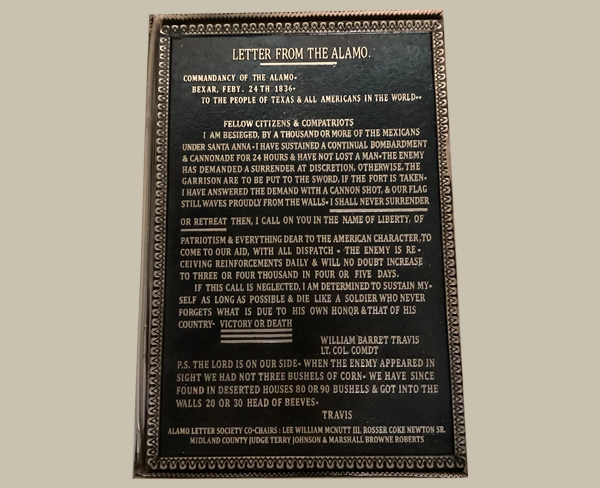 LETTER FROM THE ALAMO.
COMMANDANCY OF THE ALAMO-
BEXAR, FEBY. 24TH 1836-
TO THE PEOPLE OF TEXAS & ALL AMERICANS IN THE WORLD--
FELLOW CITIZENS & COMPATRIOTS
I AM BESIEGED, BY A THOUSAND OR MORE OF THE MEXICANS
UNDER SANTA ANNA-I HAVE SUSTAINED A CONTINUAL BOMBARDMENT
& CANNONADE FOR 24 HOURS & HAVE NOT LOST A MAN-THE ENEMY
HAS DEMANDED A SURRENDER AT DISCRETION, OTHERWISE, THE
GARRISON ARE TO BE PUT TO THE SWORD, IF THE FORT IS TAKEN-
I HAVE ANSWERED THE DEMAND WITH A CANNON SHOT, & OUR FLAG
STILL WAVES PROUDLY FROM THE WALLS-I SHALL NEVER SURRENDER
OR RETREAT THEN, I CALL ON YOU IN THE NAME OF LIBERTY, OF
PATRIOTISM & EVERYTHING DEAR TO THE AMERICAN CHARACTER, TO
COME TO OUR AID, WITH ALL DISPATCH - THE ENEMY IS RE-
CEIVING REINFORCEMENTS DAILY & WILL NO DOUBT INCREASE
TO THREE OR FOUR THOUSAND IN FOUR OR FIVE DAYS.
IF THIS CALL IS NEGLECTED, I AM DETERMINED TO SUSTAIN MY-
SELF AS LONG AS POSSIBLE & DIE LIKE A SOLDIER WHO NEVER
FORGETS WHAT IS DUE TO HIS OWN HONOR & THAT OF HIS
COUNTRY- VICTORY OR DEATH
WILLIAM BARRET TRAVIS
LT. COL. COMDT
P.S. THE LORD IS ON OUR SIDE- WHEN THE ENEMY APPEARED IN
SIGHT WE HAD NOT THREE BUSHELS OF CORN- WE HAVE SINCE
FOUND IN DESERTED HOUSES 80 OR 90 BUSHELS & GOT INTO THE
WALLS 20 OR 30 HEAD OF BEEVES-
TRAVIS
ALAMO LETTER SOCIETY CO-CHAIRS : LEE WILLIAM MCNUTT III, ROSSER COKE NEWTON SR.
MIDLAND COUNTY JUDGE TERRY JOHNSON & MARSHALL BROWNE ROBERTS